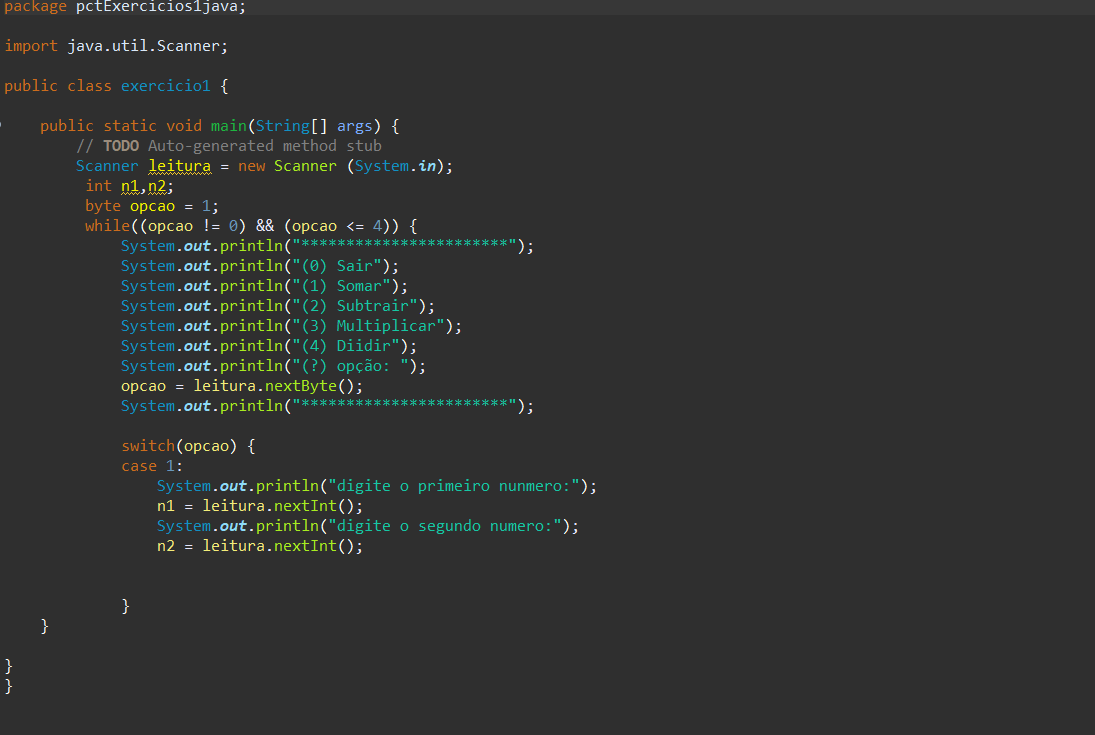 package pctExercicios1java;
import java.util.Scanner;
public class exercicio1 {
public static void main(String[] args) {
// TODO Auto-generated method stub
Scanner leitura = new Scanner (System.in);
int n1,n2;
byte opcao = 1;
while((opcao != 0) && (opcao <= 4)) {
System.out.println("***********************");
System.out.println("(0) Sair");
System.out.println("(1) Somar");
System.out.println("(2) Subtrair");
System.out.println("(3) Multiplicar");
System.out.println("(4) Diidir");
System.out.println("(?) opção: ");
opcao = leitura.nextByte();
System.out.println("***********************");
switch(opcao) {
case 1:
System.out.println("digite o primeiro nunmero:");
n1 = leitura.nextInt();
System.out.println("digite o segundo numero:");
n2 = leitura.nextInt();
}
}
}
}